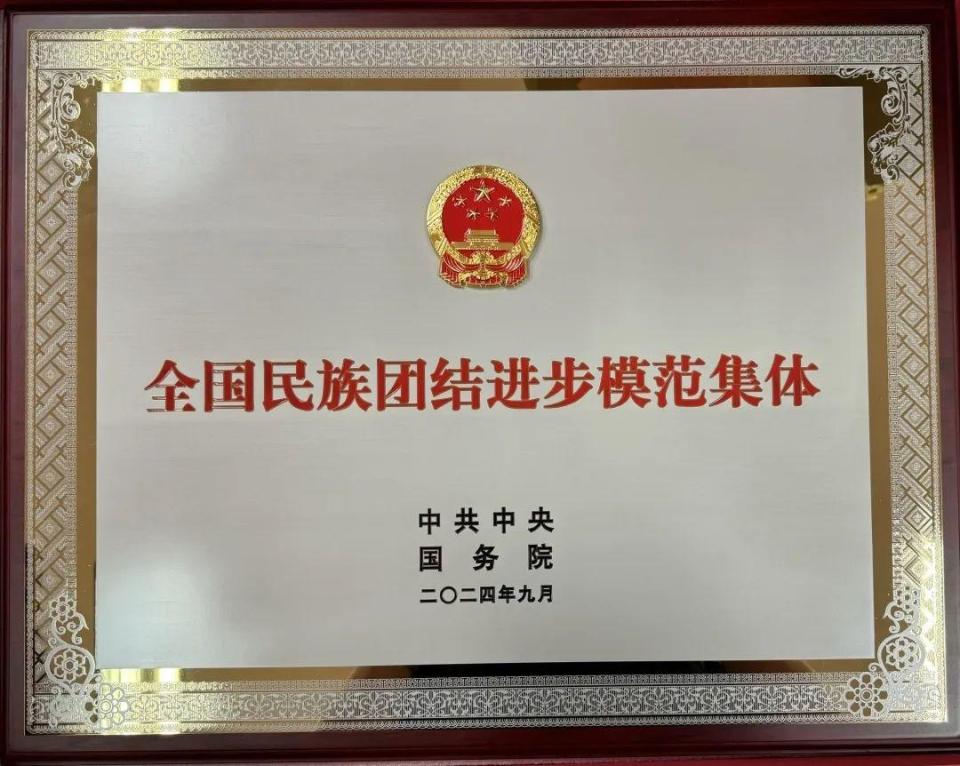 全国民族团结进步模范集体
中共中央
国务院
二〇二四年九月